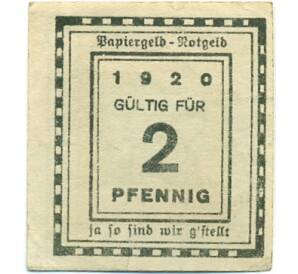 Papiergeld-Notgeld
1920
GÜLTIG FÜR
2
PFENNIG
ja so sind wir g'stellt